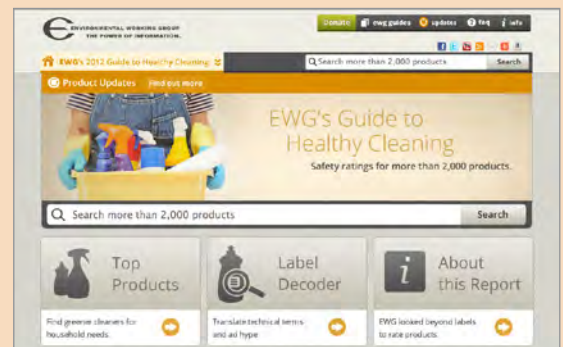 ENVIRONMENTAL WORKING GROUP
THE POWER OF INFORMATION.
Donate ewg guides updates faq info
EWG's 2012 Guide to Healthy Cleaning
Search more than 2,000 products Search
Product Updates Find out more
EWG's Guide to
Healthy Cleaning
Safety ratings for more than 2,000 products.
Search more than 2,000 products Search
Top
Products
Find greener cleaners for
household needs.
Label
Decoder
Translate technical terms
and ad hype
About
this Report
EWG looked beyond labels
to rate products.